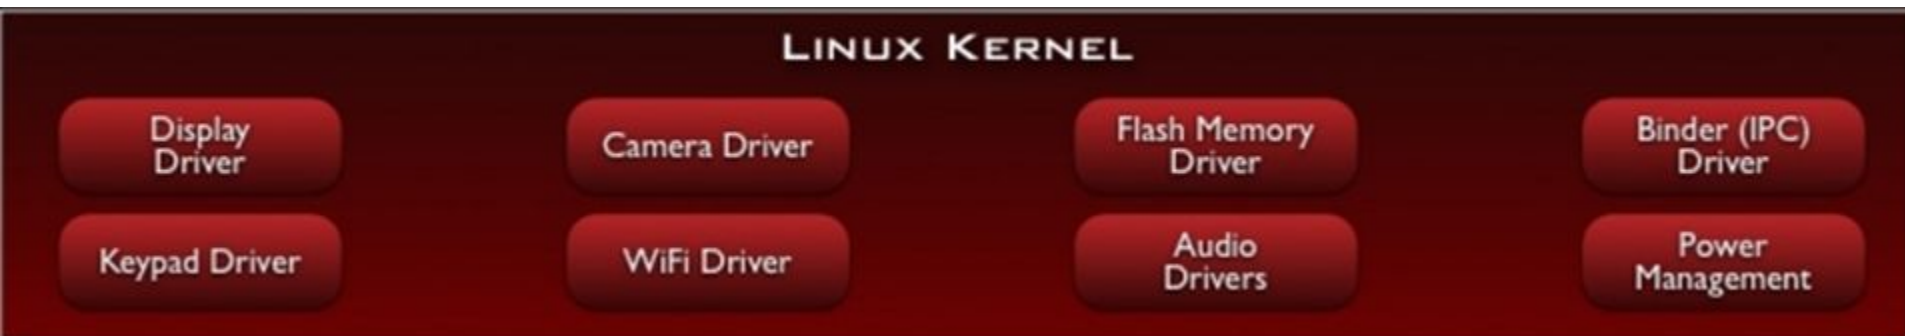 LINUX KERNEL
Display
Driver
Camera Driver
Flash Memory
Driver
Binder (IPC)
Driver
Keypad Driver
WiFi Driver
Audio
Drivers
Power
Management